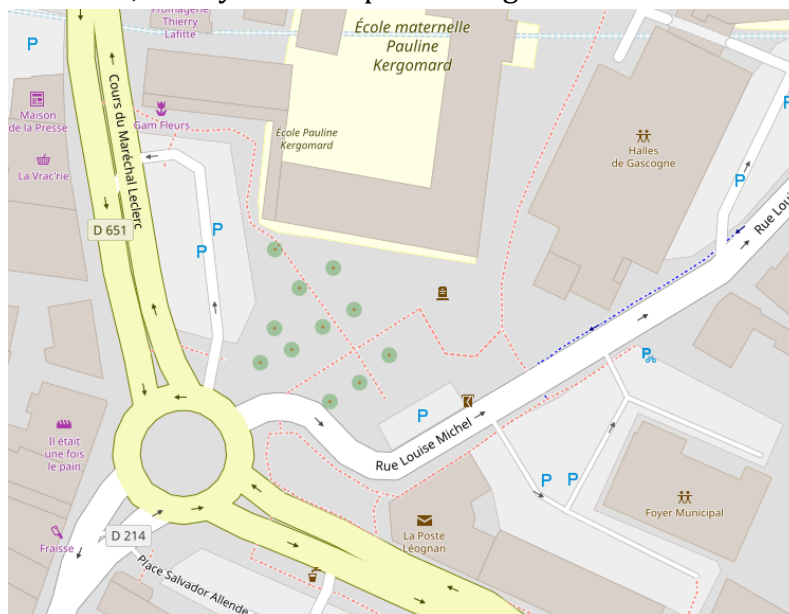 Fromagerie
Thierry
Lafitte
École maternelle
Pauline
Kergomard
P
Cours du Maréchal Leclerc
Maison
de la Presse
Gam Fleurs
École Pauline
Kergomard
Halles
de Gascogne
P
La Vrac'rie
P
Rue Loui
D 651
P
P
P
P
Rue Louise Michel
Il était
une fois
le pain
P
P
Foyer Municipal
La Poste
Léognan
D 214
Fraisse
Place Salvador Allende